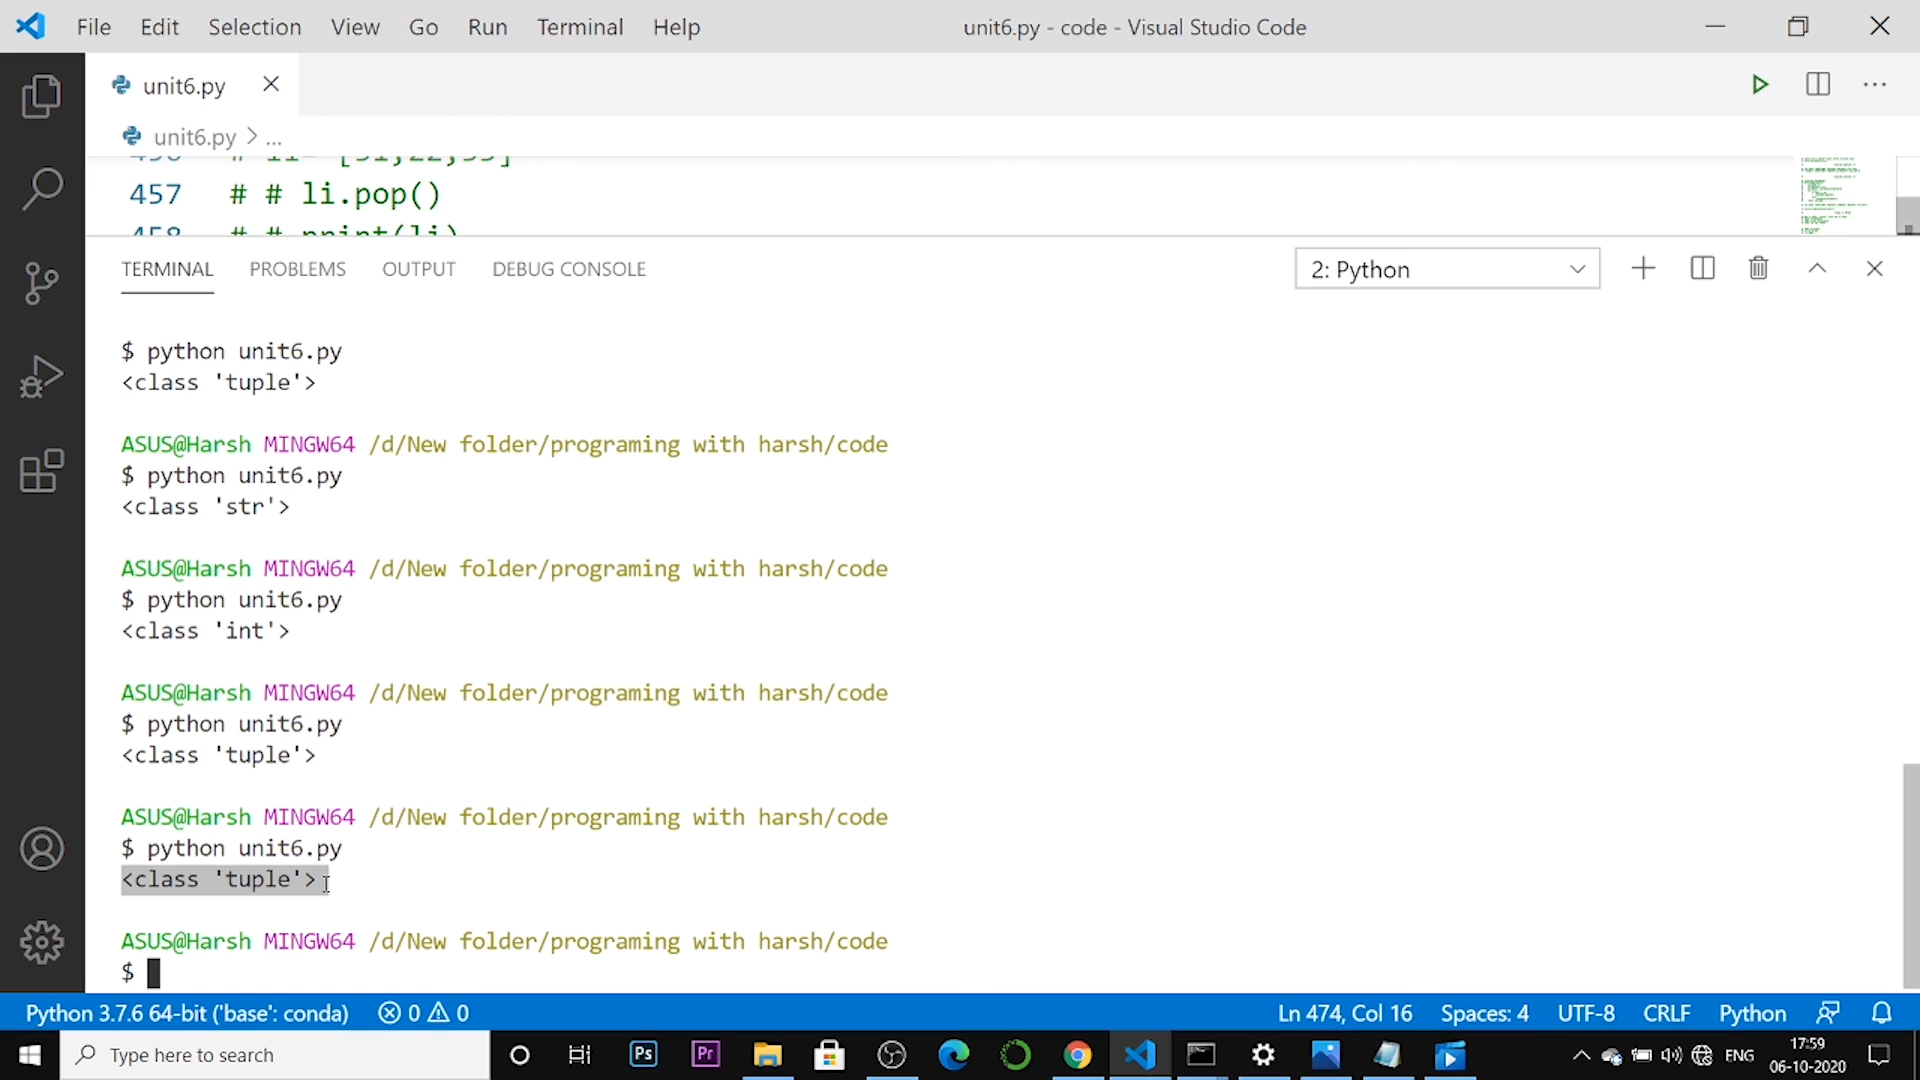 File Edit Selection View Go Run Terminal Help unit6.py - code - Visual Studio Code
unit6.py
unit6.py > ...
457 # # li.pop()
458 # # print(li)
TERMINAL PROBLEMS OUTPUT DEBUG CONSOLE 2: Python
$ python unit6.py
<class 'tuple'>
ASUS@Harsh MINGW64 /d/New folder/programing with harsh/code
$ python unit6.py
<class 'str'>
ASUS@Harsh MINGW64 /d/New folder/programing with harsh/code
$ python unit6.py
<class 'int'>
ASUS@Harsh MINGW64 /d/New folder/programing with harsh/code
$ python unit6.py
<class 'tuple'>
ASUS@Harsh MINGW64 /d/New folder/programing with harsh/code
$ python unit6.py
<class 'tuple'>
ASUS@Harsh MINGW64 /d/New folder/programing with harsh/code
$
Python 3.7.6 64-bit ('base': conda) 0 0 Ln 474, Col 16 Spaces: 4 UTF-8 CRLF Python
Type here to search Ps Pr ENG 17:59
06-10-2020